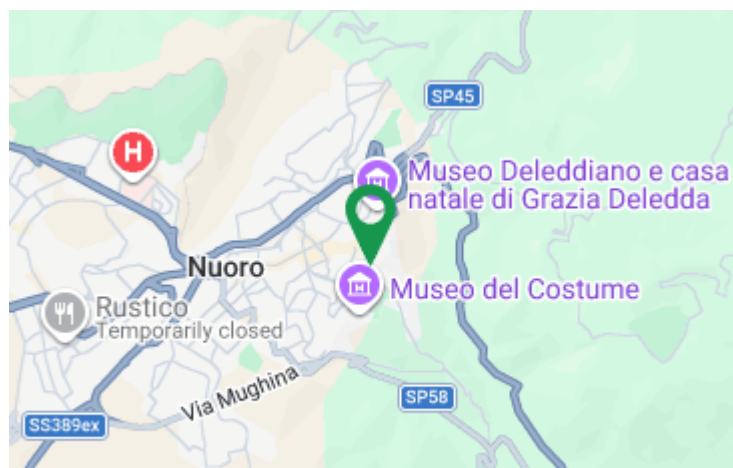 SP45
H
Museo Deleddiano e casa
natale di Grazia Deledda
Nuoro
Museo del Costume
Rustico
Temporarily closed
Via Mughina
SP58
SS389ex